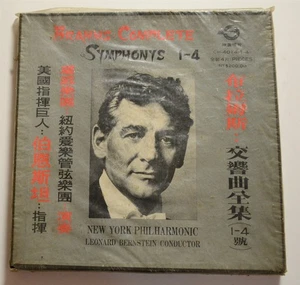 BRAHMS COMPLETE
SYMPHONYS 1-4
交響曲全集
(1-4號)
紐約愛樂管弦樂團
美國指揮巨人…伯恩斯坦…指揮
NEW YORK PHILHARMONIC
LEONARD BERNSTEIN CONDUCTOR